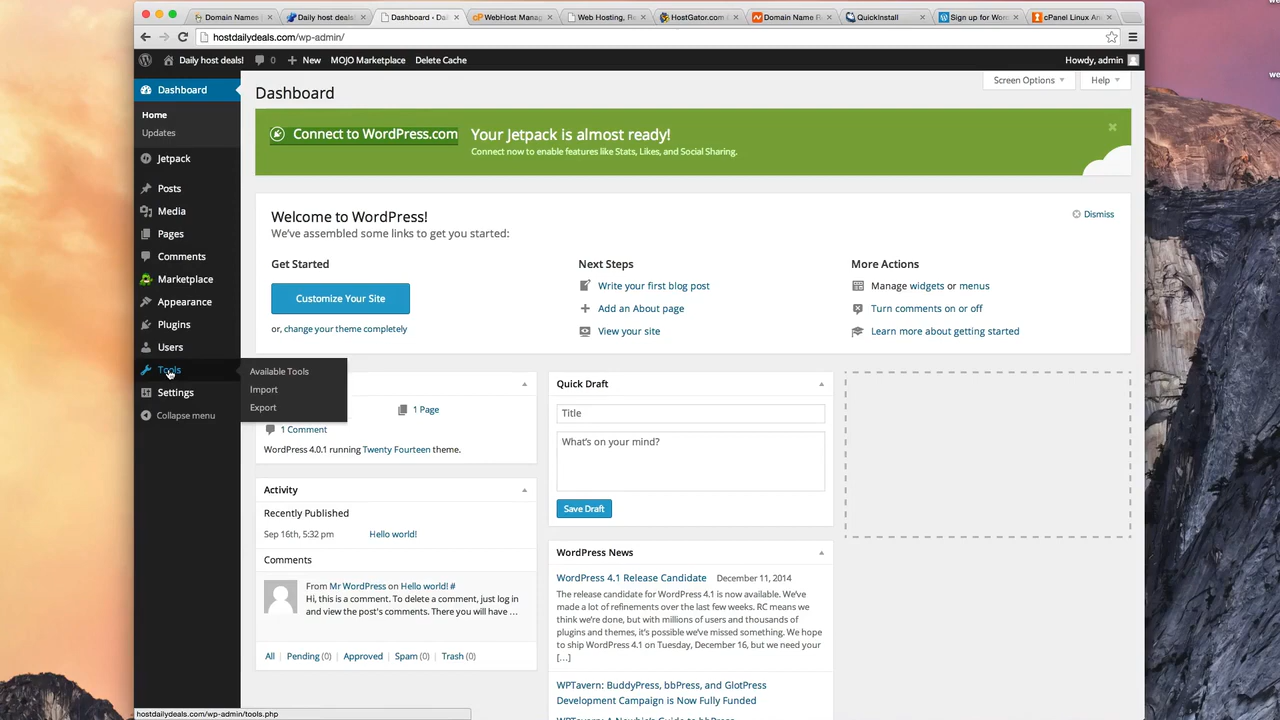 Domain Names |
Daily host deals!
Dashboard ‹ Dai
WebHost Mana
Web Hosting, Re
HostGator.com C
Domain Name R
QuickInstall
Sign up for Wor
cPanel Linux An
hostdailydeals.com/wp-admin/
Daily host deals! 0 New MOJO Marketplace Delete Cache Howdy, admin
Dashboard
Home
Updates
Jetpack
Posts
Media
Pages
Comments
Marketplace
Appearance
Plugins
Users
Tools
Settings
Collapse menu
Available Tools
Import
Export
Dashboard
Screen Options
Help
Connect to WordPress.com
Your Jetpack is almost ready!
Connect now to enable features like Stats, Likes, and Social Sharing.
Welcome to WordPress!
We've assembled some links to get you started:
Dismiss
Get Started
Customize Your Site
or, change your theme completely
Next Steps
Write your first blog post
Add an About page
View your site
More Actions
Manage widgets or menus
Turn comments on or off
Learn more about getting started
1 Page
1 Comment
WordPress 4.0.1 running Twenty Fourteen theme.
Activity
Recently Published
Sep 16th, 5:32 pm Hello world!
Comments
From Mr WordPress on Hello world! #
Hi, this is a comment. To delete a comment, just log in
and view the post's comments. There you will have …
All Pending (0) Approved Spam (0) Trash (0)
Quick Draft
Title
What's on your mind?
Save Draft
WordPress News
WordPress 4.1 Release Candidate December 11, 2014
The release candidate for WordPress 4.1 is now available. We've
made a lot of refinements over the last few weeks. RC means we
think we're done, but with millions of users and thousands of
plugins and themes, it's possible we've missed something. We hope
to ship WordPress 4.1 on Tuesday, December 16, but we need your
[…]
WPTavern: BuddyPress, bbPress, and GlotPress
Development Campaign is Now Fully Funded
WPTavern: A Newbie's Guide to bbPress
hostdailydeals.com/wp-admin/tools.php
we
we